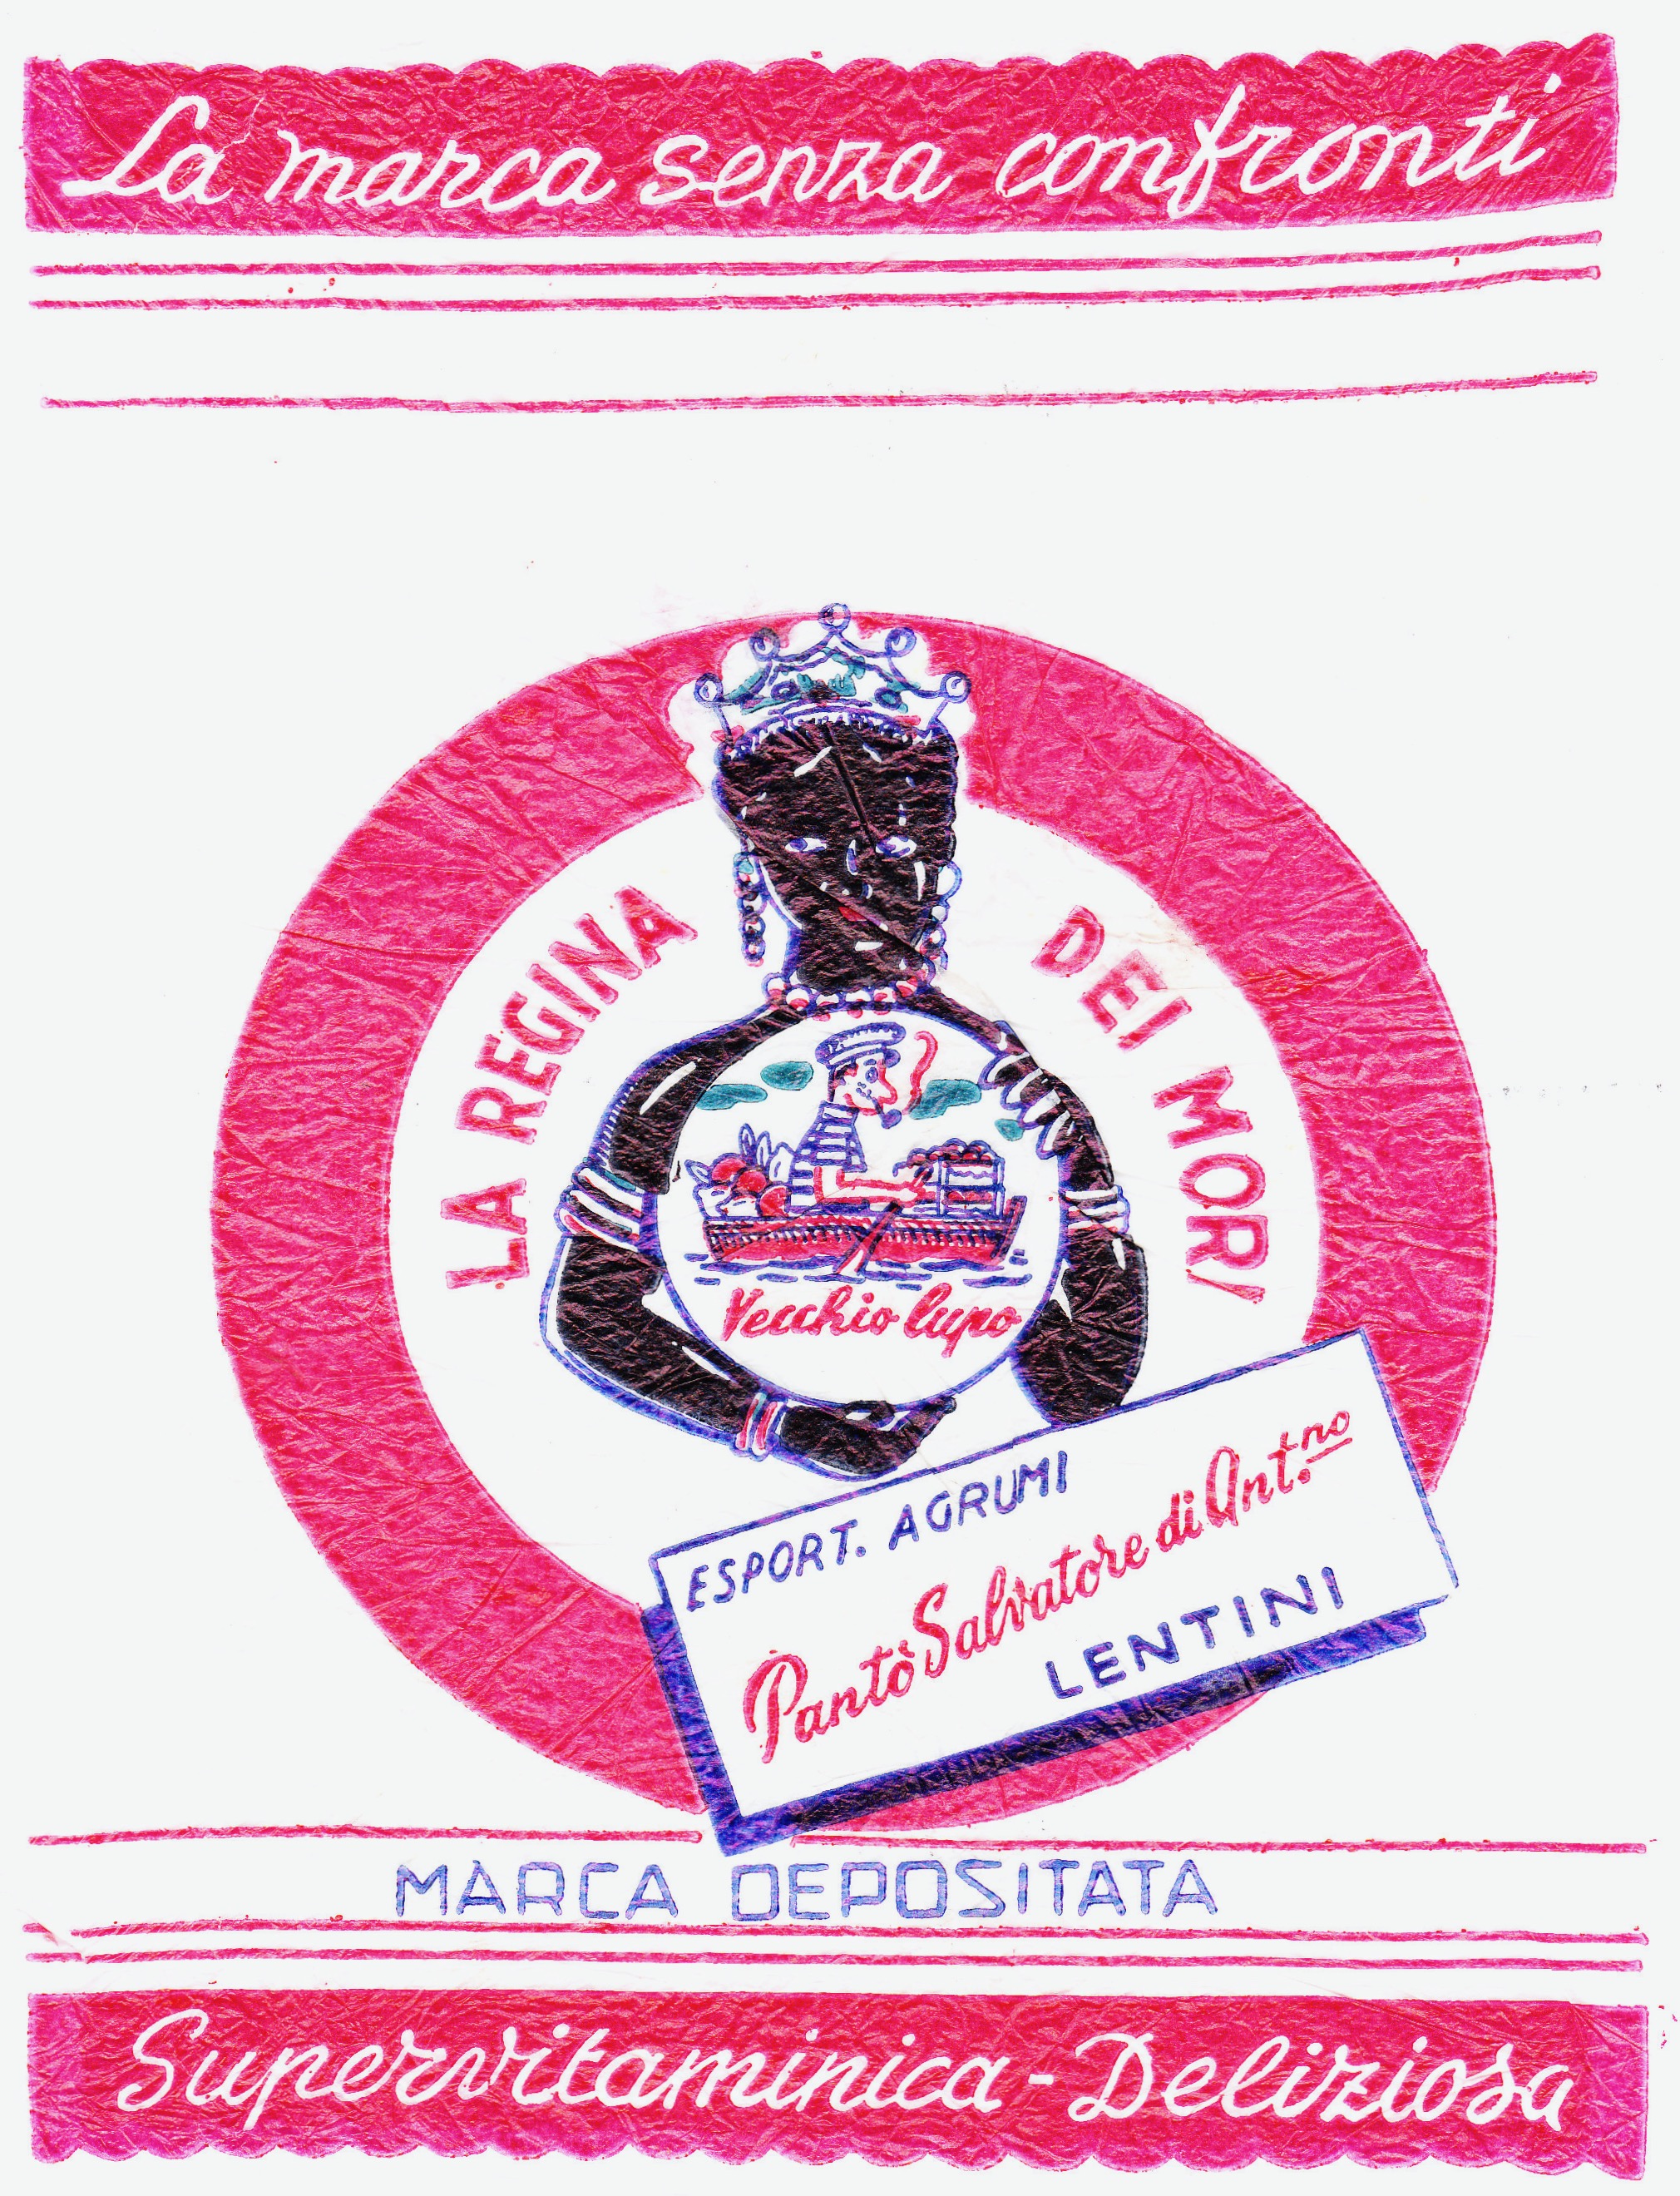 La marca senza confronti
LA REGINA DEI MORI
Vecchio lupo
ESPORT. AGRUMI
Pantò Salvatore di Ant.no
LENTINI
MARCA DEPOSITATA
Supervitaminica - Deliziosa